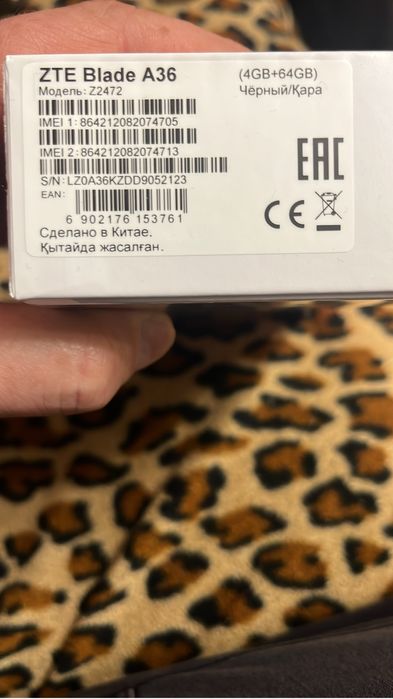 ZTE Blade A36
(4GB+64GB)
Модель: Z2472
Чёрный/Қара
IMEI 1: 864212082074705
IMEI 2: 864212082074713
S/N: LZ0A36KZDD9052123
EAN:
6 902176 153761
EAC
CE
Сделано в Китае.
Қытайда жасалған.